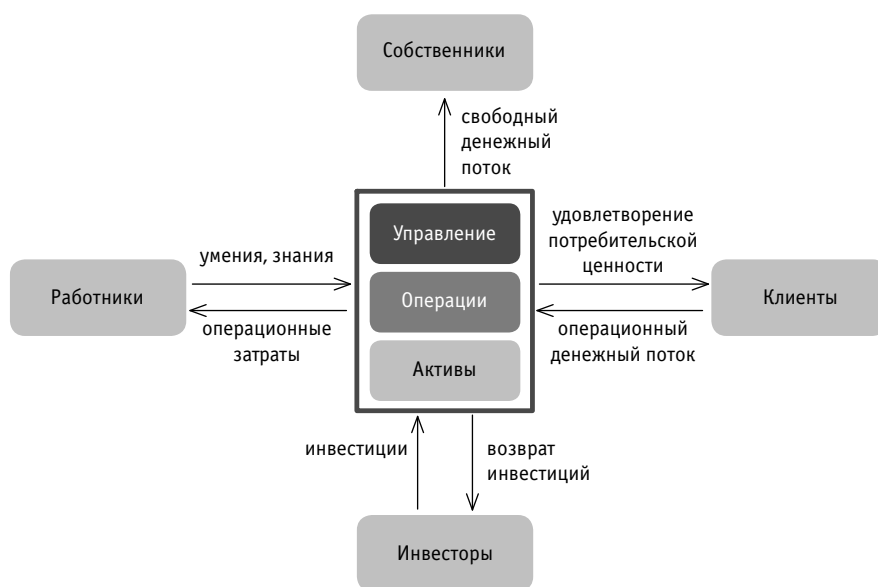 Собственники
свободный
денежный
поток
Управление
удовлетворение
потребительской
ценности
умения, знания
Работники
Операции
Клиенты
операционные
затраты
операционный
денежный поток
Активы
инвестиции
возврат
инвестиций
Инвесторы